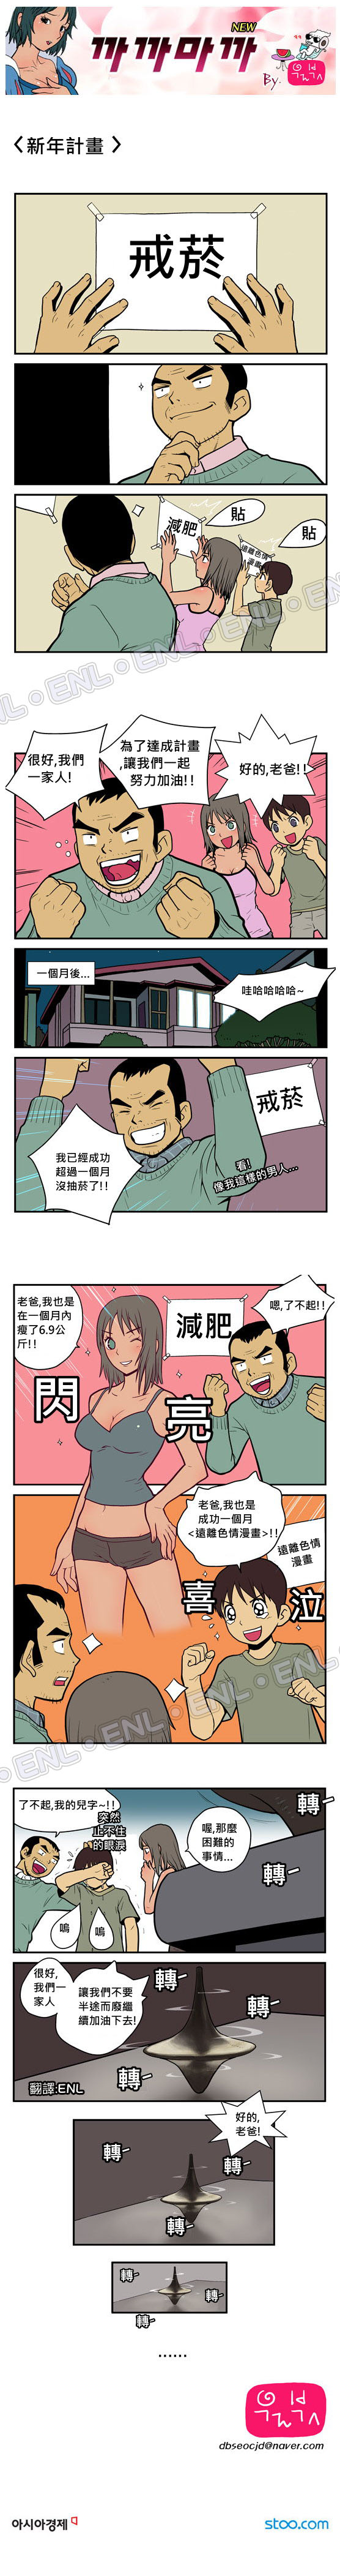 NEW
까까마까
By.
〈新年計畫 〉
戒菸
減肥
貼
遠離色情
漫畫
貼
很好,我們
一家人!
為了達成計畫
,讓我們一起
努力加油!!
好的,老爸!!
一個月後...
哇哈哈哈哈~
戒菸
我已經成功
超過一個月
沒抽菸了!!
看!
像我這樣的男人...
老爸,我也是
在一個月內
瘦了6.9公
斤!!
減肥
嗯,了不起!!
閃
亮
老爸,我也是
成功一個月
<遠離色情漫畫>!!
遠離色情
漫畫
喜
泣
了不起,我的兒字~!!
突然
止不住
的眼淚
喔,那麼
困難的
事情...
轉
轉
嗚
嗚
很好,
我們一
家人
讓我們不要
半途而廢繼
續加油下去!
轉
轉
轉
翻譯:ENL
好的,
老爸!
轉
轉
轉
轉
轉
轉
······
dbseocjd@naver.com
아시아경제
stoo.com
ENL
ENL
ENL
ENL
ENL
ENL